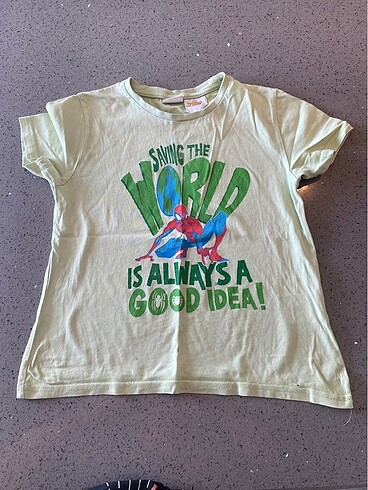 SAVING THE
WORLD
IS ALWAYS A
GOOD IDEA!